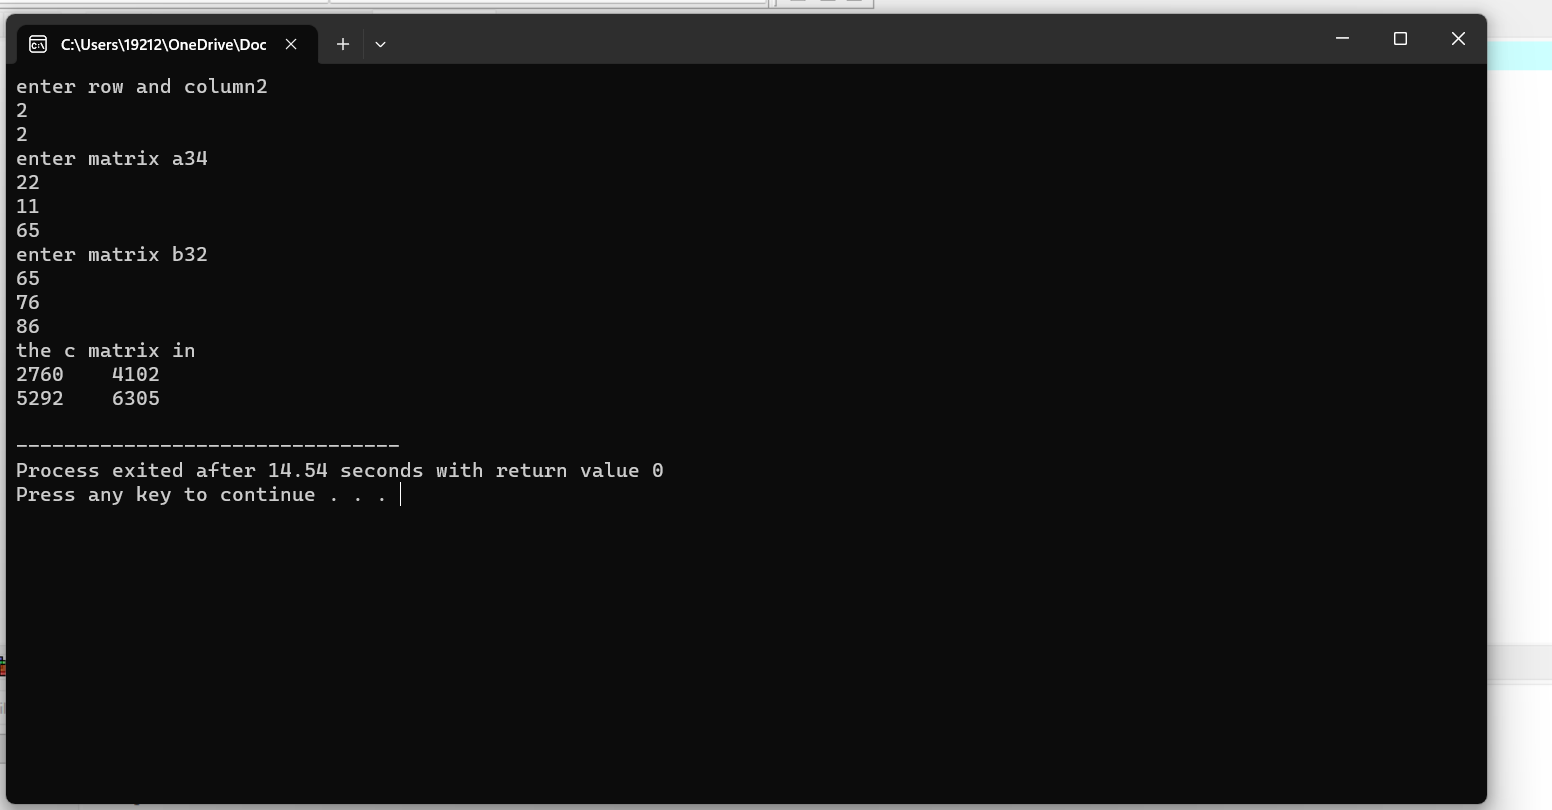 C:\Users\19212\OneDrive\Doc
enter row and column2
2
2
enter matrix a34
22
11
65
enter matrix b32
65
76
86
the c matrix in
2760    4102
5292    6305
--------------------------------
Process exited after 14.54 seconds with return value 0
Press any key to continue . . .